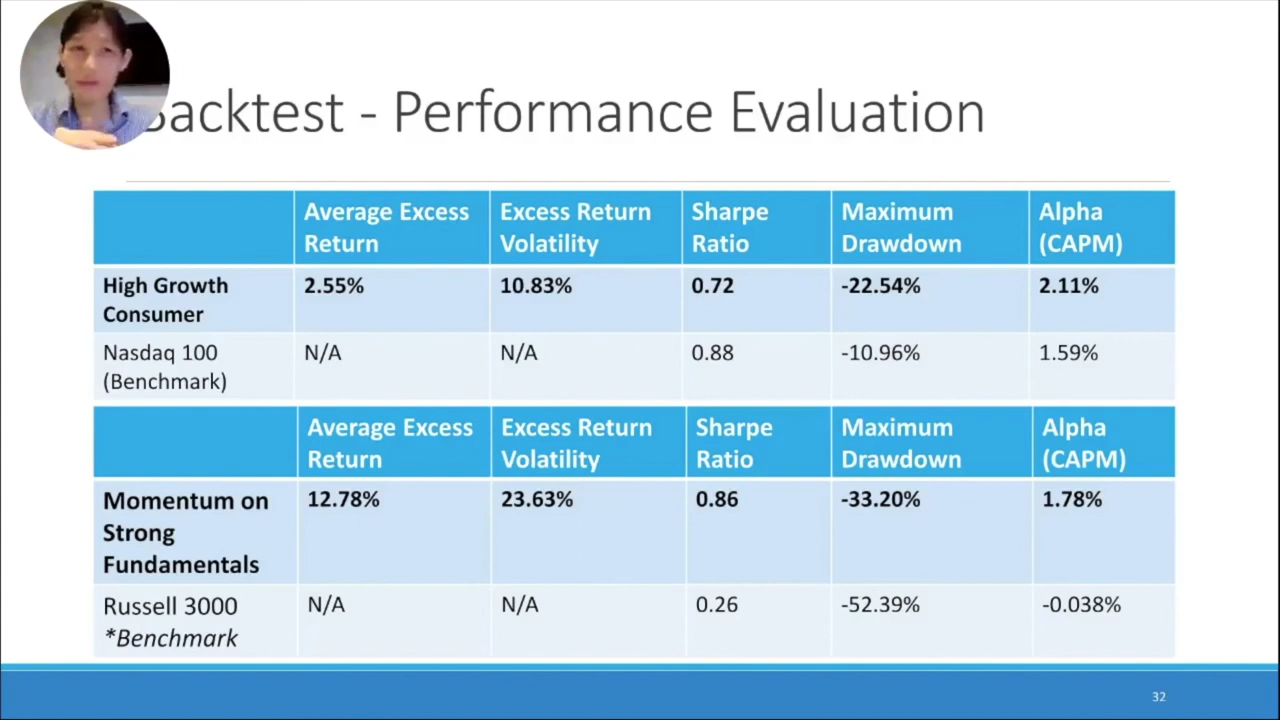 Backtest - Performance Evaluation
Average Excess Return Excess Return Volatility Sharpe Ratio Maximum Drawdown Alpha (CAPM)
High Growth Consumer 2.55% 10.83% 0.72 -22.54% 2.11%
Nasdaq 100 (Benchmark) N/A N/A 0.88 -10.96% 1.59%
Average Excess Return Excess Return Volatility Sharpe Ratio Maximum Drawdown Alpha (CAPM)
Momentum on Strong Fundamentals 12.78% 23.63% 0.86 -33.20% 1.78%
Russell 3000 *Benchmark N/A N/A 0.26 -52.39% -0.038%
32